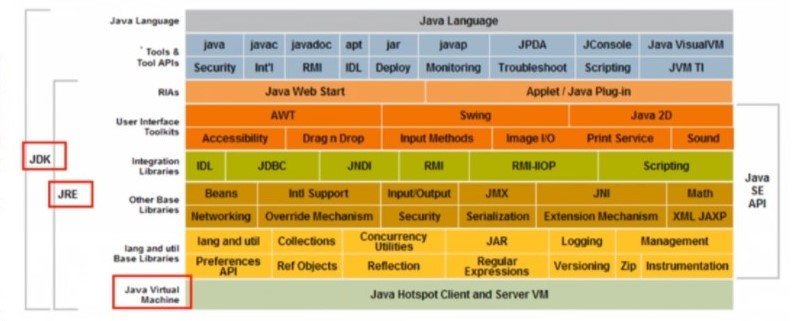 Java Language Java Language
Tools & Tool APIs
java javac javadoc apt jar javap JPDA JConsole Java VisualVM
Security Int'l RMI IDL Deploy Monitoring Troubleshoot Scripting JVM TI
RIAs Java Web Start Applet / Java Plug-in
User Interface Toolkits
AWT Swing Java 2D
Accessibility Drag n Drop Input Methods Image I/O Print Service Sound
JDK
Integration Libraries
IDL JDBC JNDI RMI RMI-IIOP Scripting
JRE
Other Base Libraries
Beans Intl Support Input/Output JMX JNI Math
Networking Override Mechanism Security Serialization Extension Mechanism XML JAXP
Java SE API
lang and util Base Libraries
lang and util Collections Concurrency Utilities JAR Logging Management
Preferences API Ref Objects Reflection Regular Expressions Versioning Zip Instrumentation
Java Virtual Machine
Java Hotspot Client and Server VM